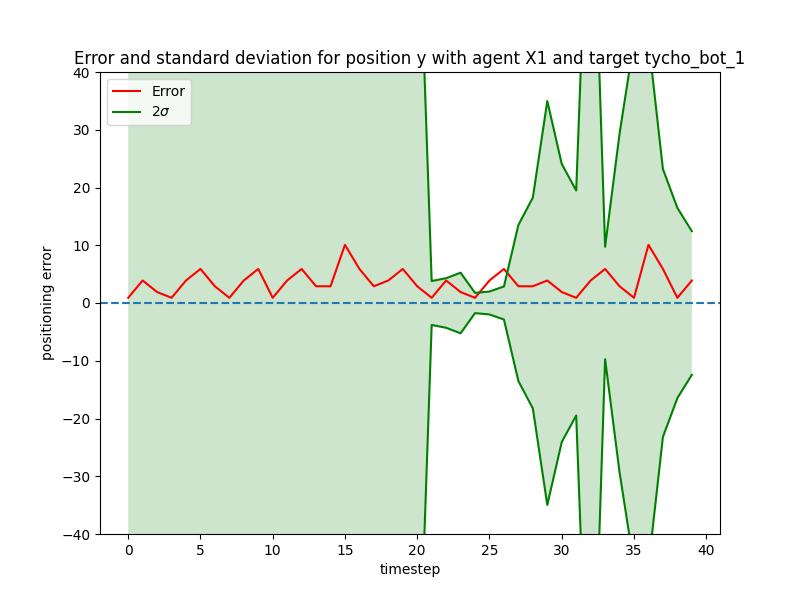 Error and standard deviation for position y with agent X1 and target tycho_bot_1
40
30
20
10
0
−10
−20
−30
−40
positioning error
Error
2σ
0 5 10 15 20 25 30 35 40
timestep